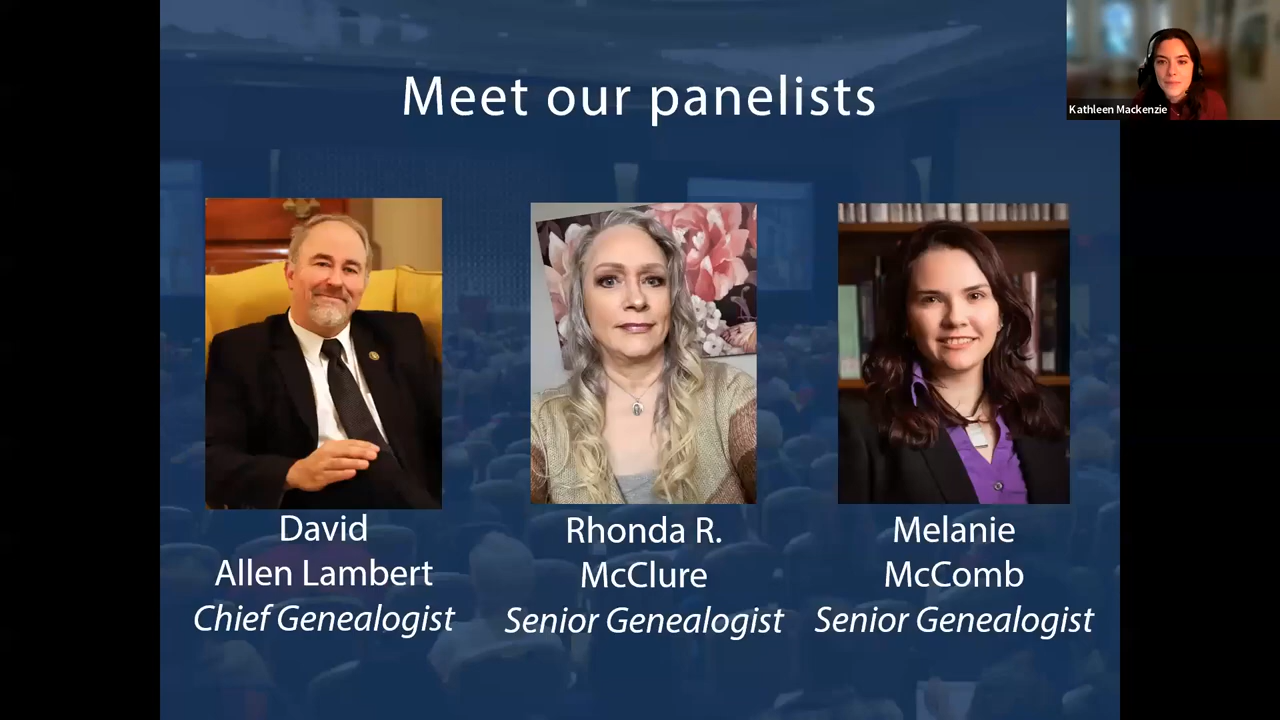 Meet our panelists
Kathleen Mackenzie
David
Allen Lambert
Chief Genealogist
Rhonda R.
McClure
Senior Genealogist
Melanie
McComb
Senior Genealogist